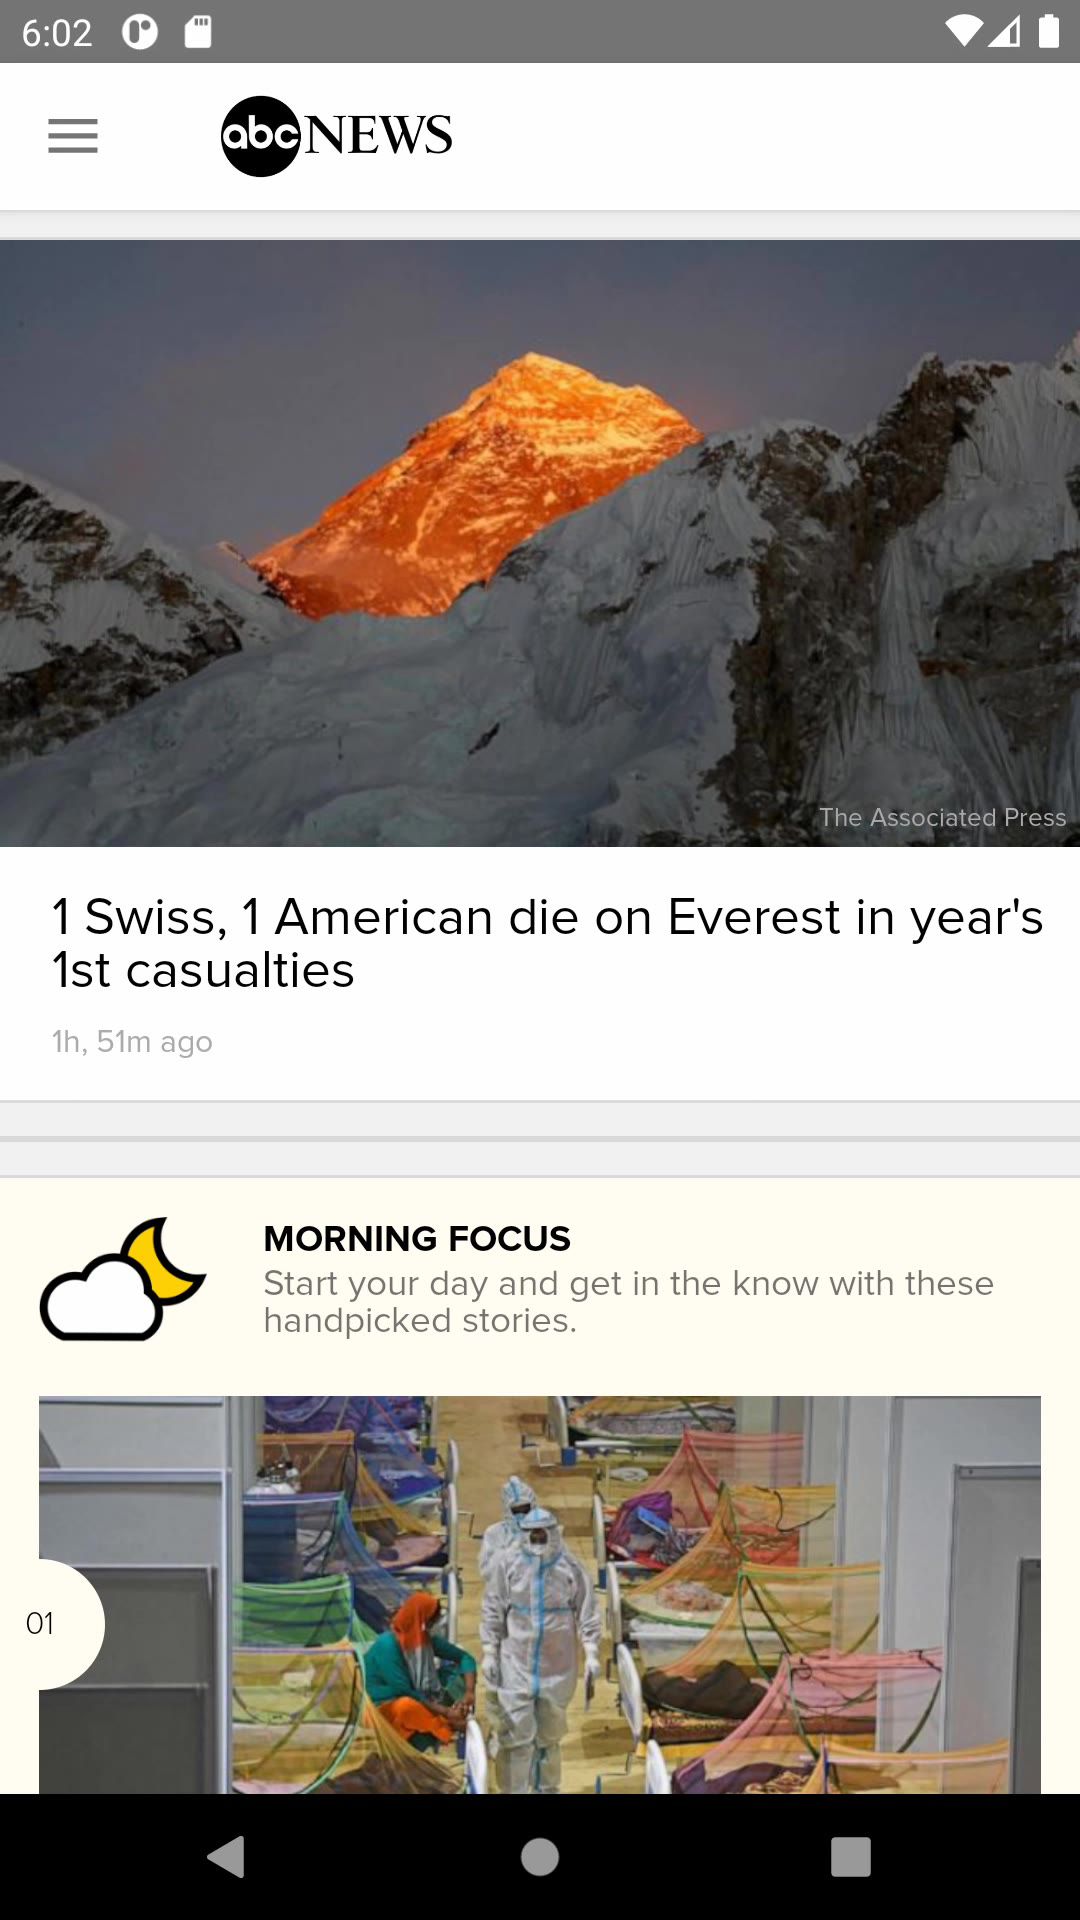 6:02
abc NEWS
The Associated Press
1 Swiss, 1 American die on Everest in year's
1st casualties
1h, 51m ago
MORNING FOCUS
Start your day and get in the know with these
handpicked stories.
01